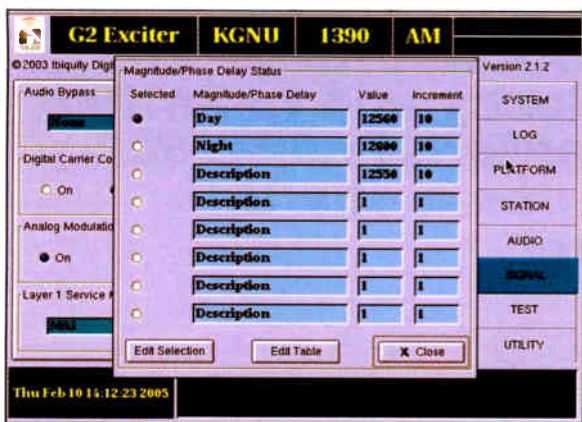 G2 Exciter KGNU 1390 AM
©2003 Ibiquity Digi
Version 2.1.2
Audio Bypass
None
Digital Carrier Co
On
Analog Modulatio
On
Layer 1 Service M
MA1
Magnitude/Phase Delay Status
Selected Magnitude/Phase Delay Value Increment
Day 12560 10
Night 12600 10
Description 12550 10
Description 1 1
Description 1 1
Description 1 1
Description 1 1
Description 1 1
Edit Selection Edit Table X Close
SYSTEM
LOG
PLATFORM
STATION
AUDIO
SIGNAL
TEST
UTILITY
Thu Feb 10 14:12:23 2005